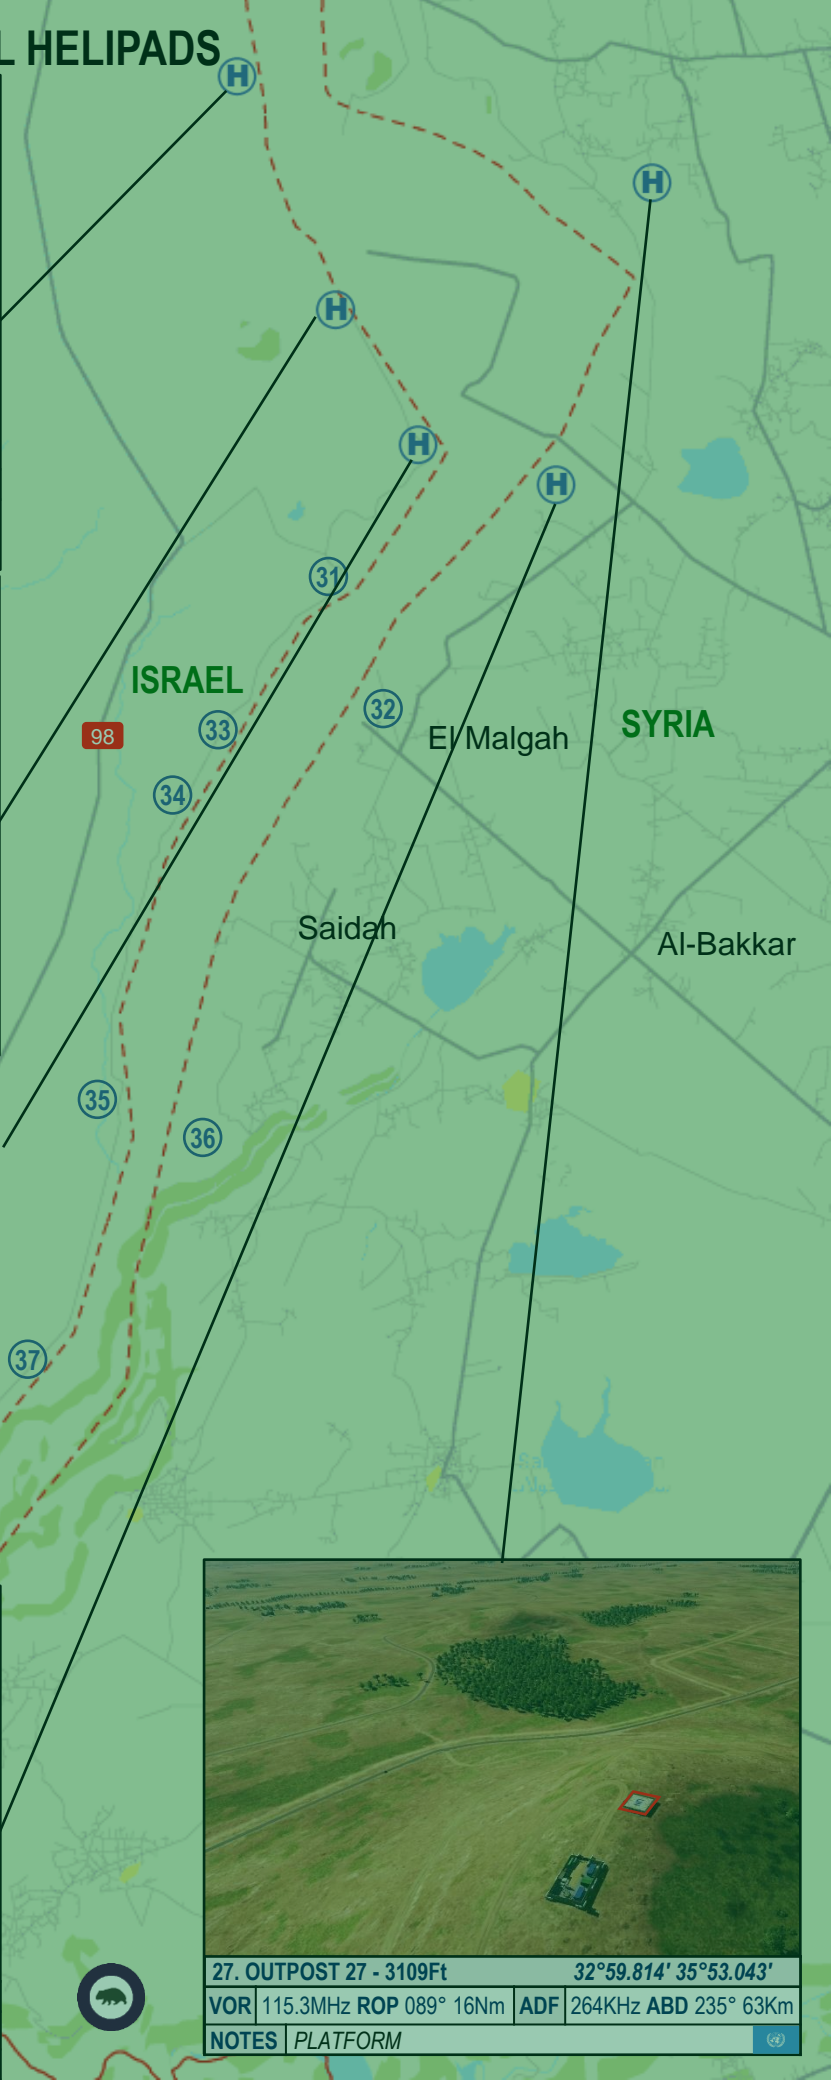 L HELIPADS
H
H
H
H
H
31
ISRAEL
32
33
SYRIA
98
El Malgah
34
Saidah
Al-Bakkar
35
36
37
27. OUTPOST 27 - 3109Ft 32°59.814' 35°53.043'
VOR 115.3MHz ROP 089° 16Nm ADF 264KHz ABD 235° 63Km
NOTES PLATFORM